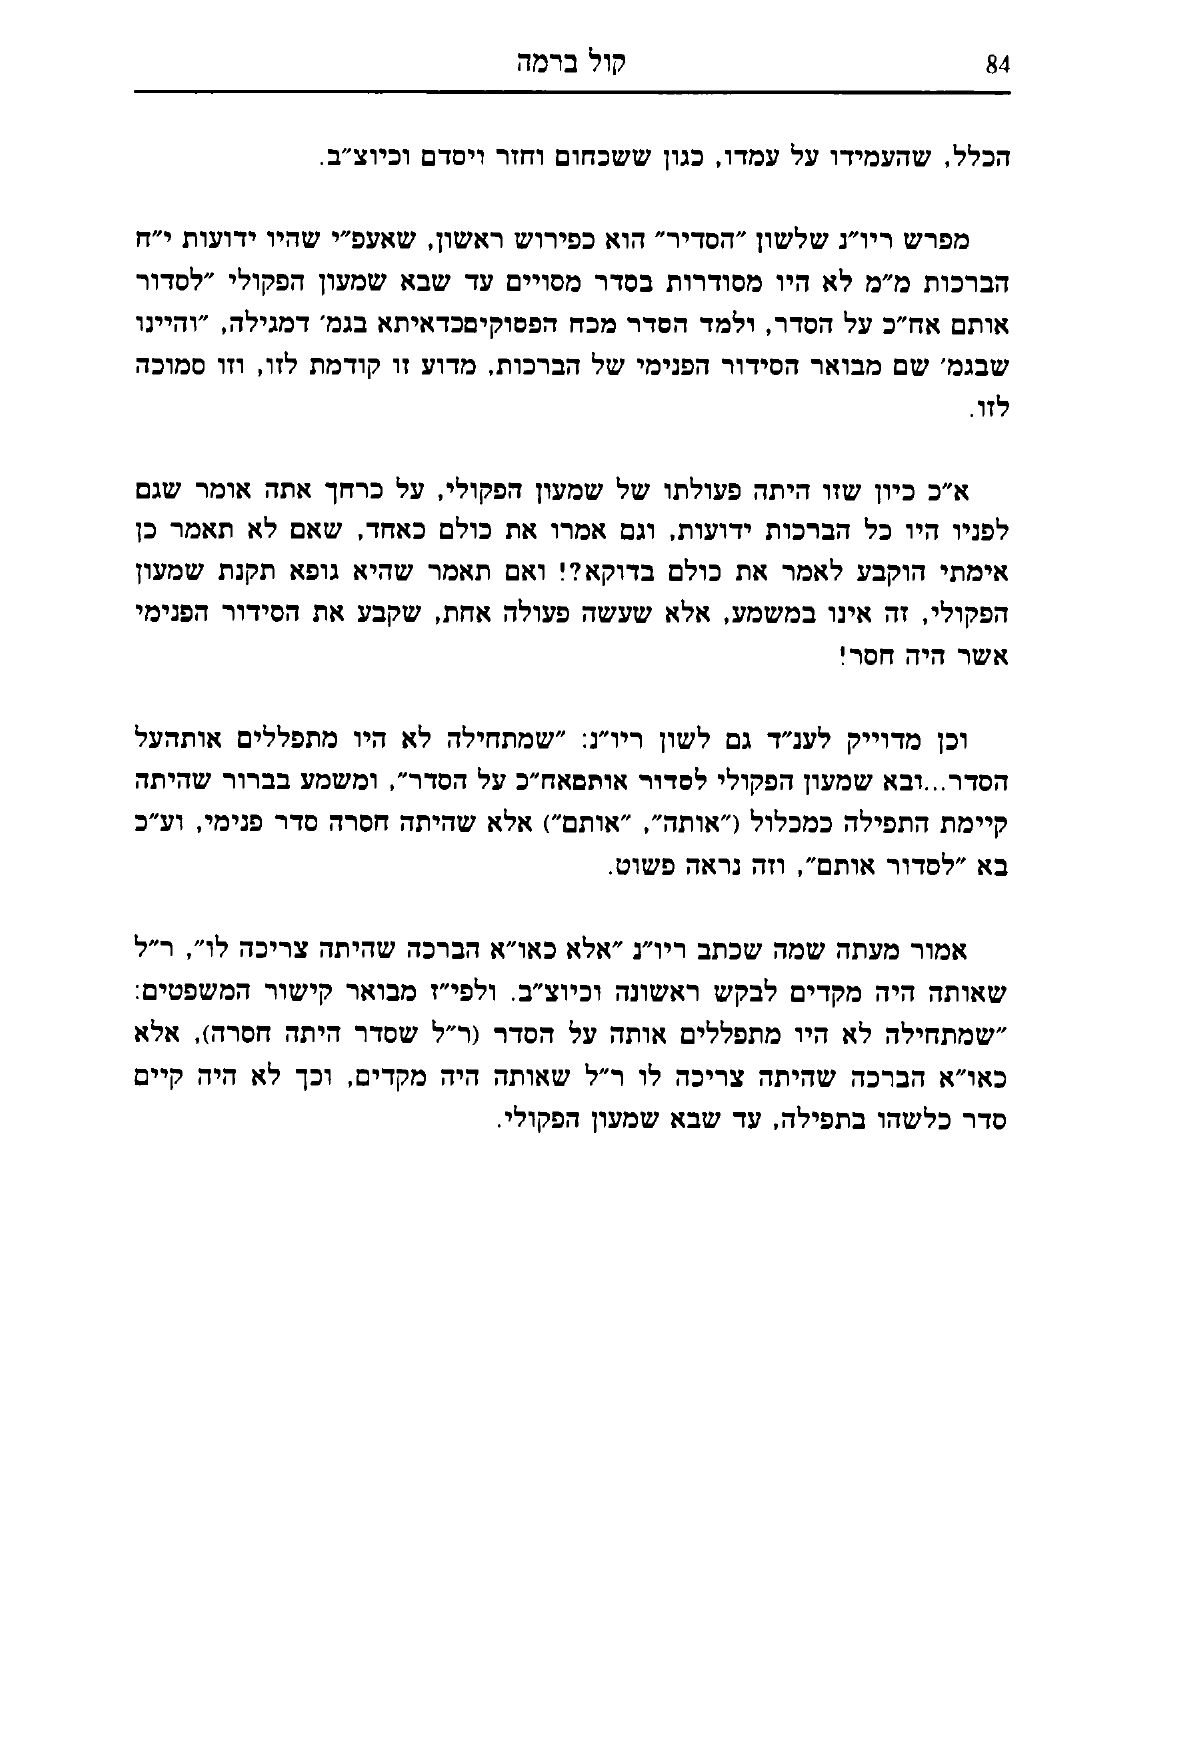 84
קול ברמה
הכלל, שהעמידו על עמדו, כגון ששכחום וחזר ויסדם וכיוצ״ב.
מפרש ריו״נ שלשון ״הסדיר״ הוא כפירוש ראשון, שאעפ״י שהיו ידועות י״ח
הברכות מ״מ לא היו מסודרות בסדר מסויים עד שבא שמעון הפקולי ״לסדור
אותם אח״כ על הסדר, ולמד הסדר מכח הפסוקיםכדאיתא בגמ׳ דמגילה, ״והיינו
שבגמ׳ שם מבואר הסידור הפנימי של הברכות, מדוע זו קודמת לזו, וזו סמוכה
לזו.
א״כ כיון שזו היתה פעולתו של שמעון הפקולי, על כרחך אתה אומר שגם
לפניו היו כל הברכות ידועות, וגם אמרו את כולם כאחד, שאם לא תאמר כן
אימתי הוקבע לאמר את כולם בדוקא?! ואם תאמר שהיא גופא תקנת שמעון
הפקולי, זה אינו במשמע, אלא שעשה פעולה אחת, שקבע את הסידור הפנימי
אשר היה חסר!
וכן מדוייק לענ״ד גם לשון ריו״נ: ״שמתחילה לא היו מתפללים אותהעל
הסדר...ובא שמעון הפקולי לסדור אותםאח״כ על הסדר״, ומשמע בברור שהיתה
קיימת התפילה כמכלול (״אותה״, ״אותם״) אלא שהיתה חסרה סדר פנימי, וע״כ
בא ״לסדור אותם״, וזה נראה פשוט.
אמור מעתה שמה שכתב ריו״נ ״אלא כאו״א הברכה שהיתה צריכה לו״, ר״ל
שאותה היה מקדים לבקש ראשונה וכיוצ״ב. ולפי״ז מבואר קישור המשפטים:
״שמתחילה לא היו מתפללים אותה על הסדר (ר״ל שסדר היתה חסרה), אלא
כאו״א הברכה שהיתה צריכה לו ר״ל שאותה היה מקדים, וכך לא היה קיים
סדר כלשהו בתפילה, עד שבא שמעון הפקולי.